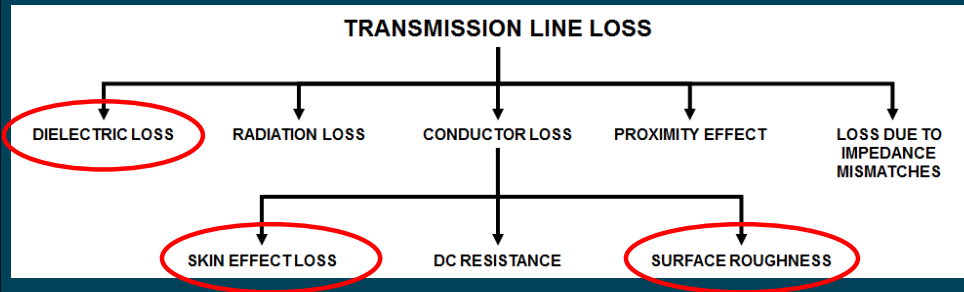 TRANSMISSION LINE LOSS
DIELECTRIC LOSS
RADIATION LOSS
CONDUCTOR LOSS
PROXIMITY EFFECT
LOSS DUE TO
IMPEDANCE
MISMATCHES
SKIN EFFECT LOSS
DC RESISTANCE
SURFACE ROUGHNESS